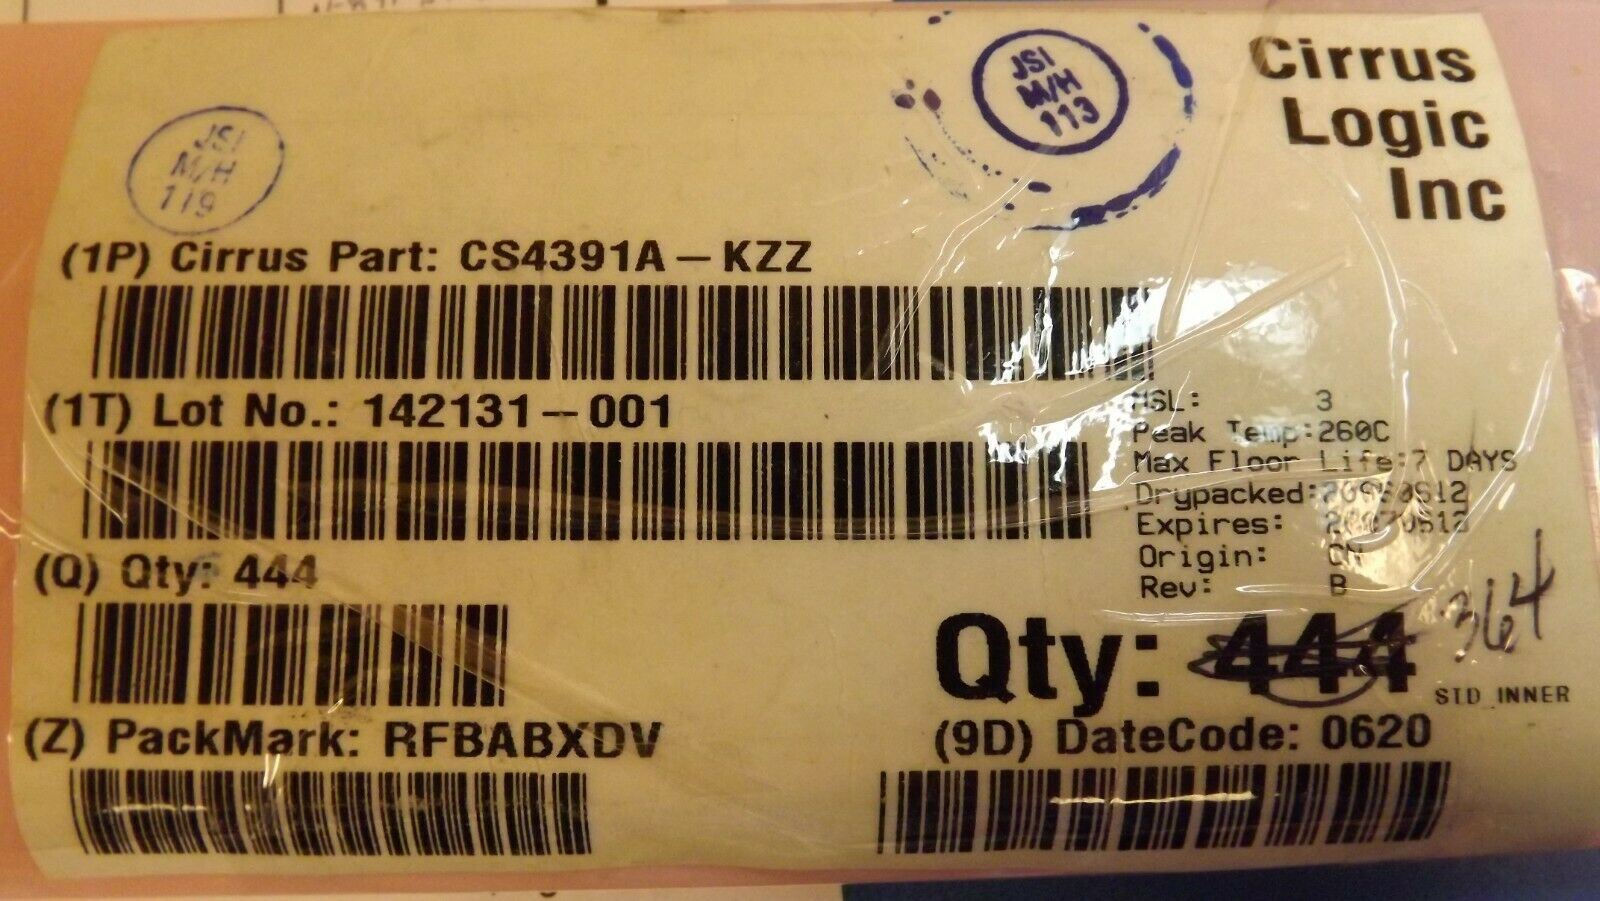 Cirrus
Logic
Inc
JSI
M/H
113
JSI
M/H
119
(1P) Cirrus Part: CS4391A-KZZ
(1T) Lot No.: 142131-001
MSL: 3
Peak Temp:260C
Max Floor Life:7 DAYS
Drypacked:
Expires:
Origin: CN
Rev: B
(Q) Qty: 444
Qty: 444 364
STD_INNER
(Z) PackMark: RFBABXDV
(9D) DateCode: 0620